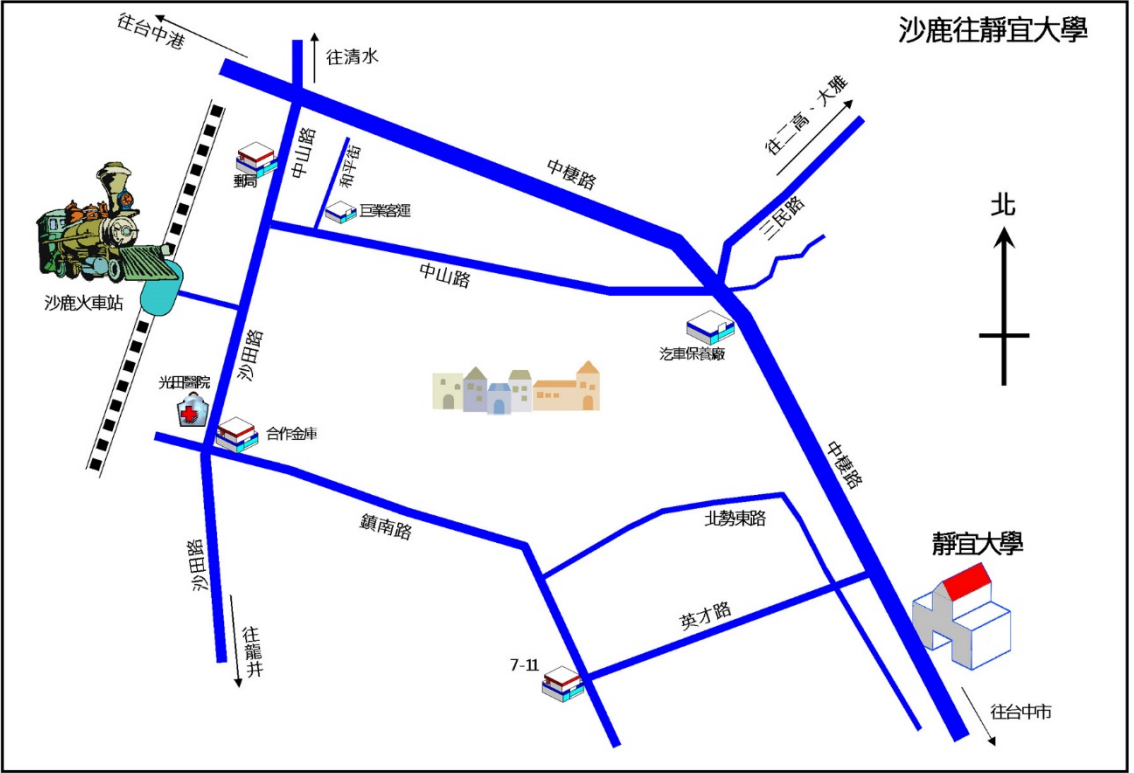 沙鹿往靜宜大學
往台中港
往清水
往二高、大雅
中山路
郵局
和平街
巨業客運
中棲路
三民路
北
中山路
沙鹿火車站
沙田路
汽車保養廠
光田醫院
合作金庫
中棲路
鎮南路
北勢東路
靜宜大學
沙田路
英才路
往龍井
7-11
往台中市